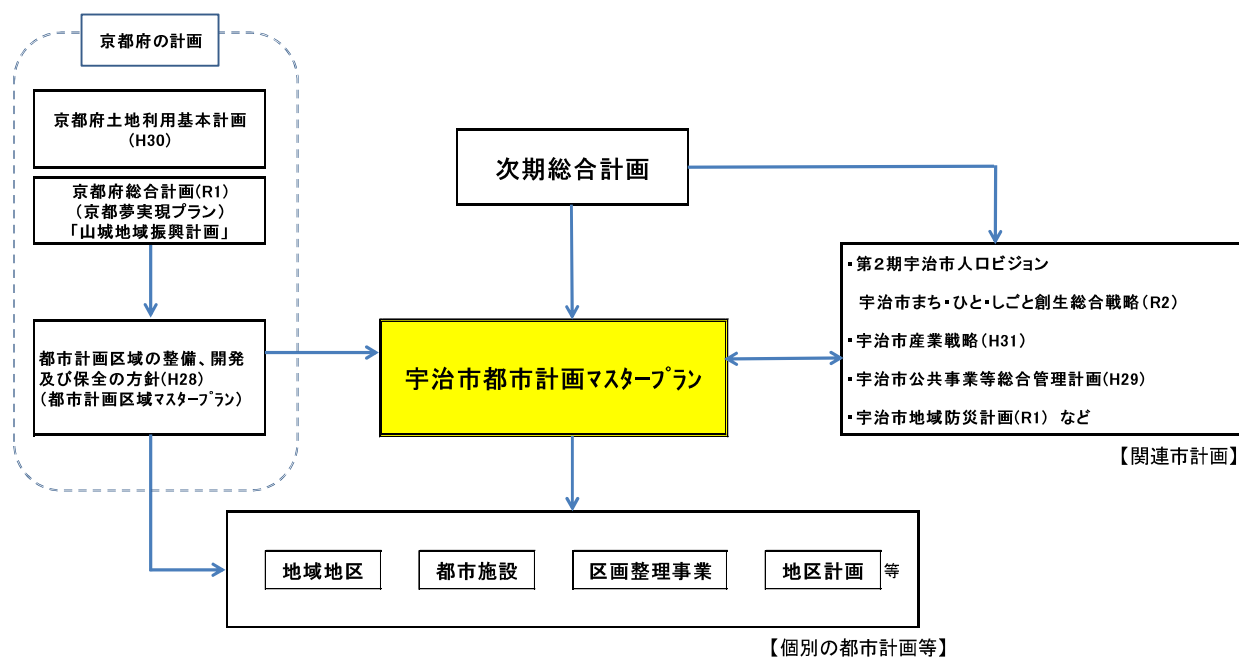 京都府の計画
京都府土地利用基本計画
(H30)
京都府総合計画(R1)
(京都夢実現プラン)
「山城地域振興計画」
都市計画区域の整備、開発
及び保全の方針(H28)
(都市計画区域マスタープラン)
次期総合計画
宇治市都市計画マスタープラン
・第２期宇治市人口ビジョン
宇治市まち・ひと・しごと創生総合戦略(R2)
・宇治市産業戦略(H31)
・宇治市公共事業等総合管理計画(H29)
・宇治市地域防災計画(R1) など
【関連市計画】
地域地区 都市施設 区画整理事業 地区計画 等
【個別の都市計画等】